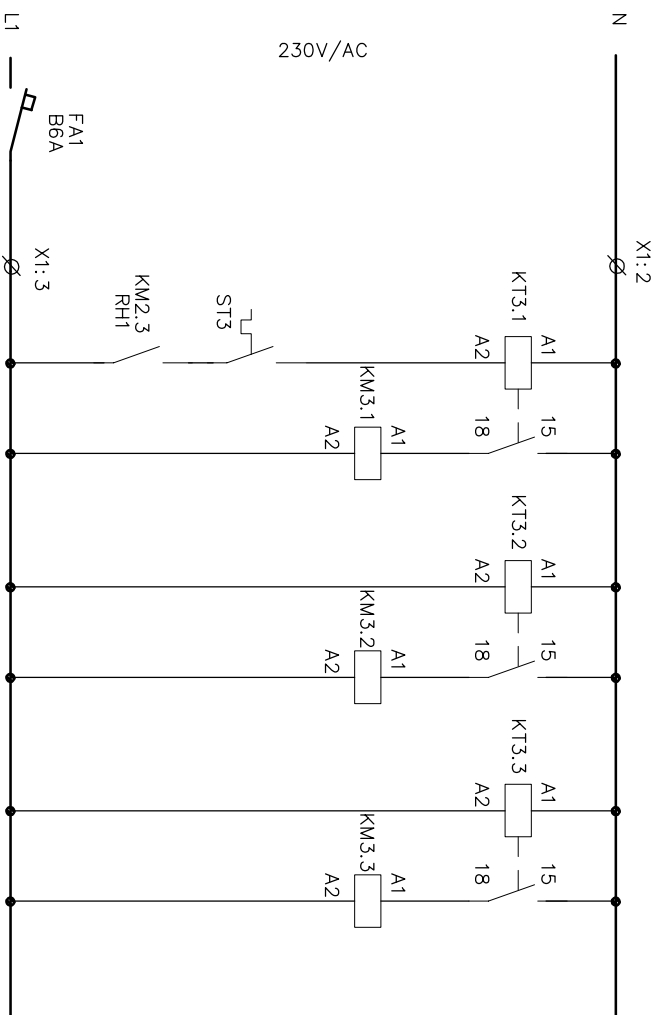 L1
N
230V/AC
FA1
B6A
X1:3
X1:2
KM2.3
RH1
ST3
KT3.1
A1
A2
KM3.1
A1
A2
15
18
KT3.2
A1
A2
KM3.2
A1
A2
15
18
KT3.3
A1
A2
KM3.3
A1
A2
15
18